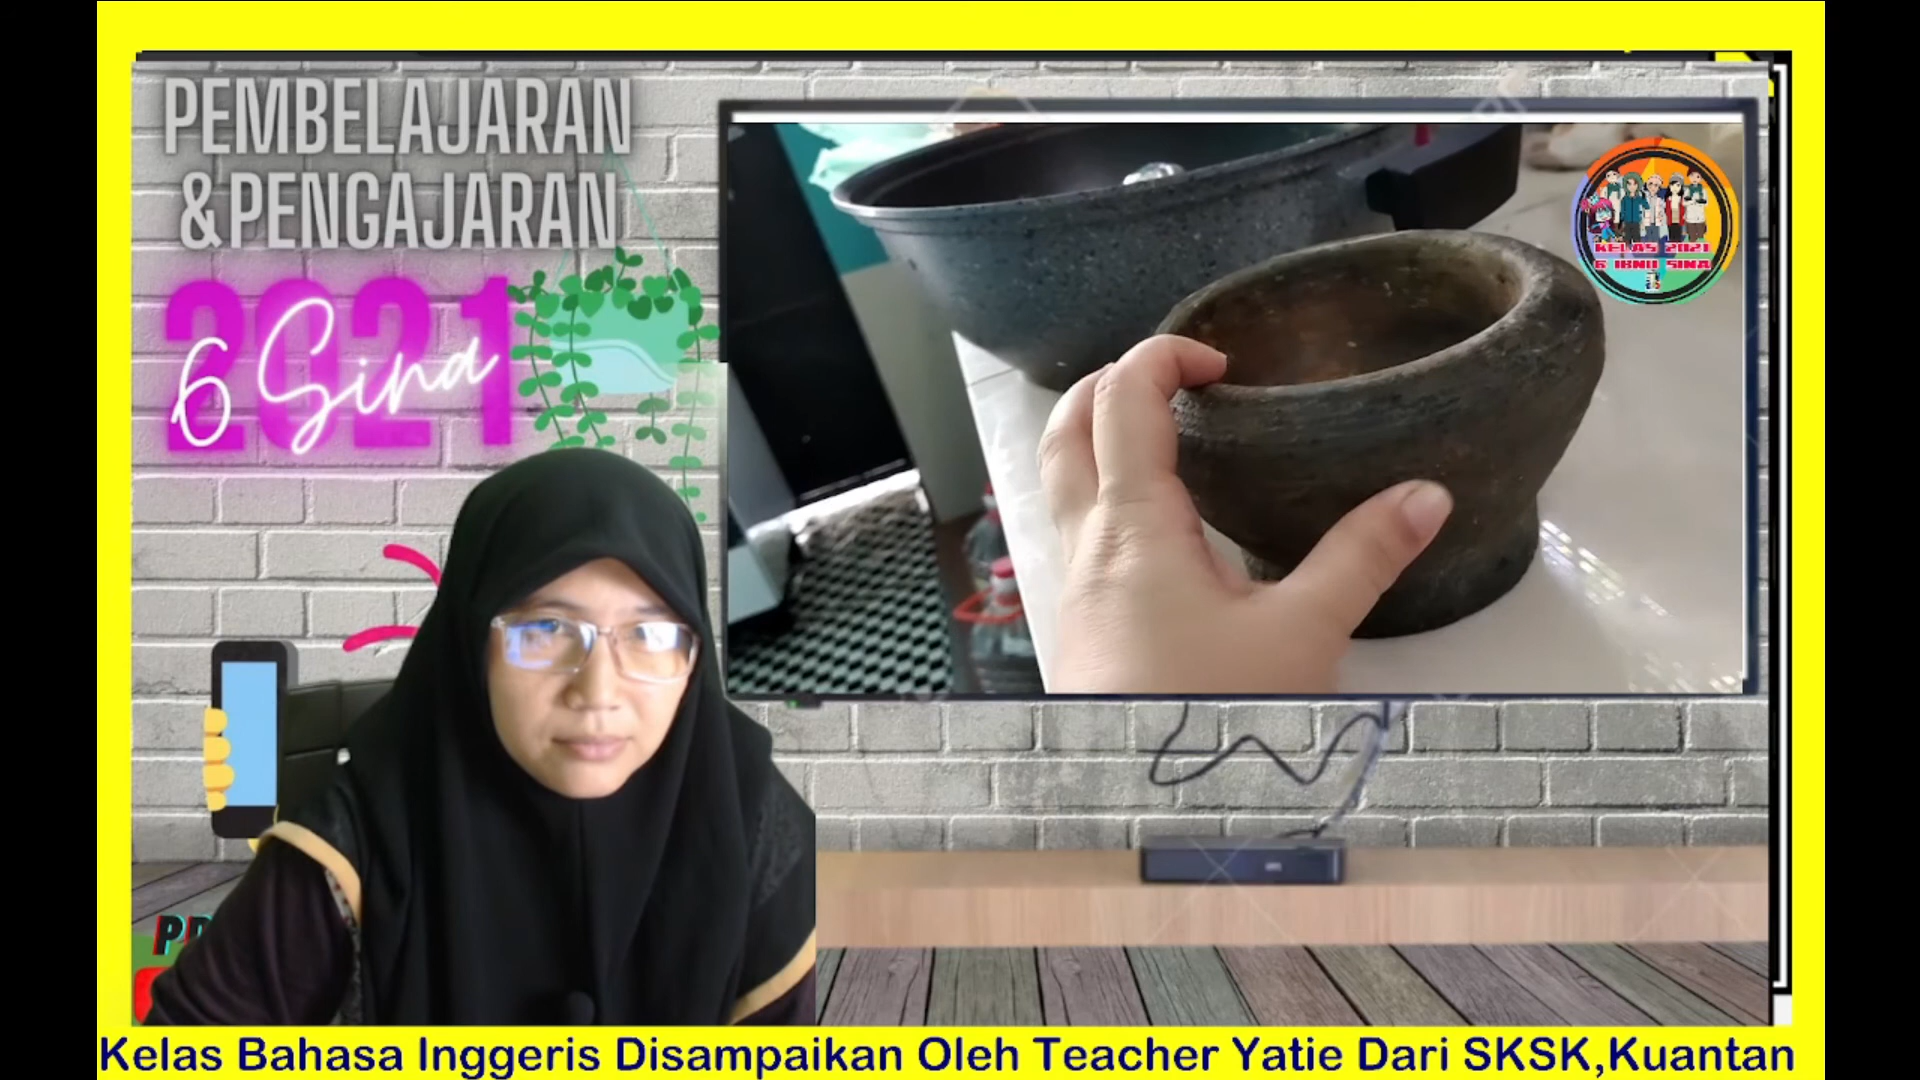 PEMBELAJARAN
&PENGAJARAN
2021
6 Sina
KELAS 2021
6 IBNU SINA
Kelas Bahasa Inggeris Disampaikan Oleh Teacher Yatie Dari SKSK,Kuantan